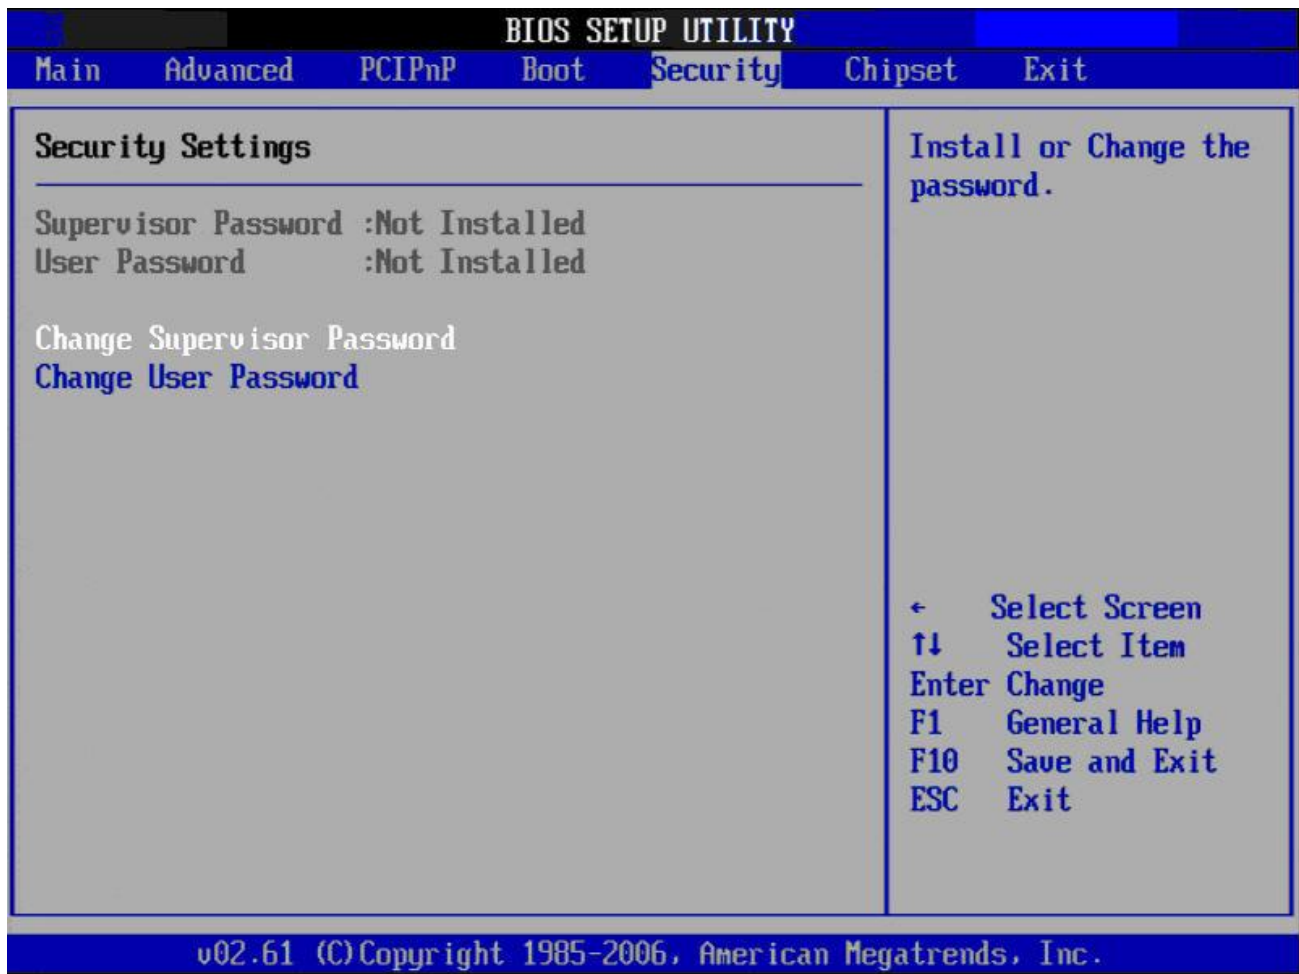 BIOS SETUP UTILITY
Main Advanced PCIPnP Boot Security Chipset Exit
Security Settings
Supervisor Password :Not Installed
User Password :Not Installed
Change Supervisor Password
Change User Password
Install or Change the
password.
← Select Screen
↑↓ Select Item
Enter Change
F1 General Help
F10 Save and Exit
ESC Exit
v02.61 (C)Copyright 1985-2006, American Megatrends, Inc.